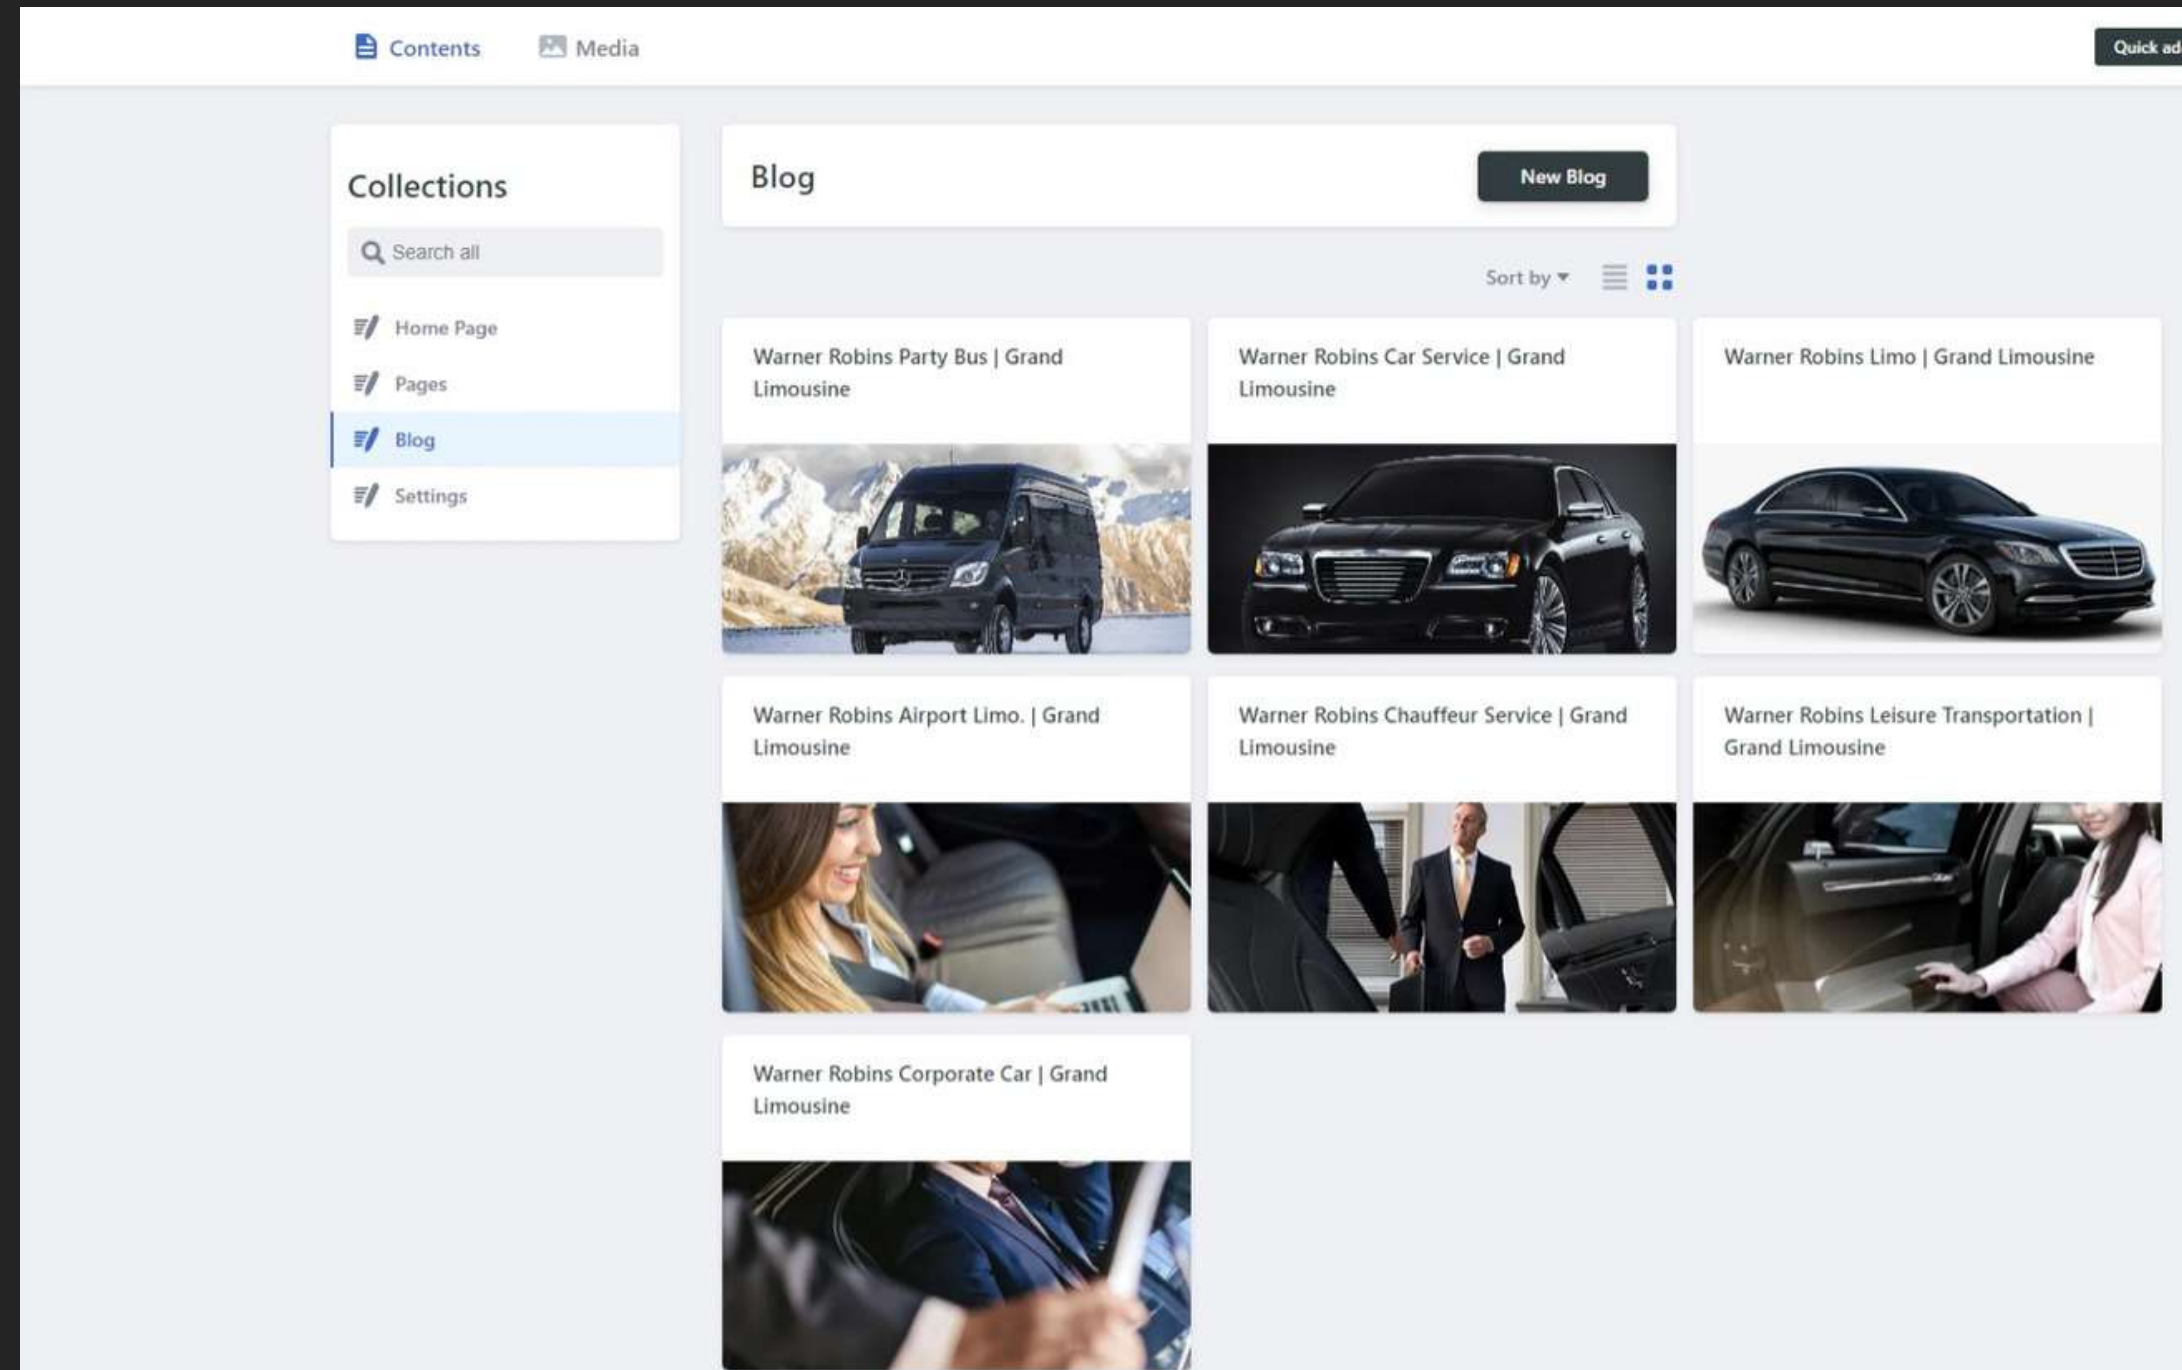 Contents
Media
Quick ad
Collections
Search all
Home Page
Pages
Blog
Settings
Blog
New Blog
Sort by
Warner Robins Party Bus | Grand
Limousine
Warner Robins Car Service | Grand
Limousine
Warner Robins Limo | Grand Limousine
Warner Robins Airport Limo. | Grand
Limousine
Warner Robins Chauffeur Service | Grand
Limousine
Warner Robins Leisure Transportation |
Grand Limousine
Warner Robins Corporate Car | Grand
Limousine